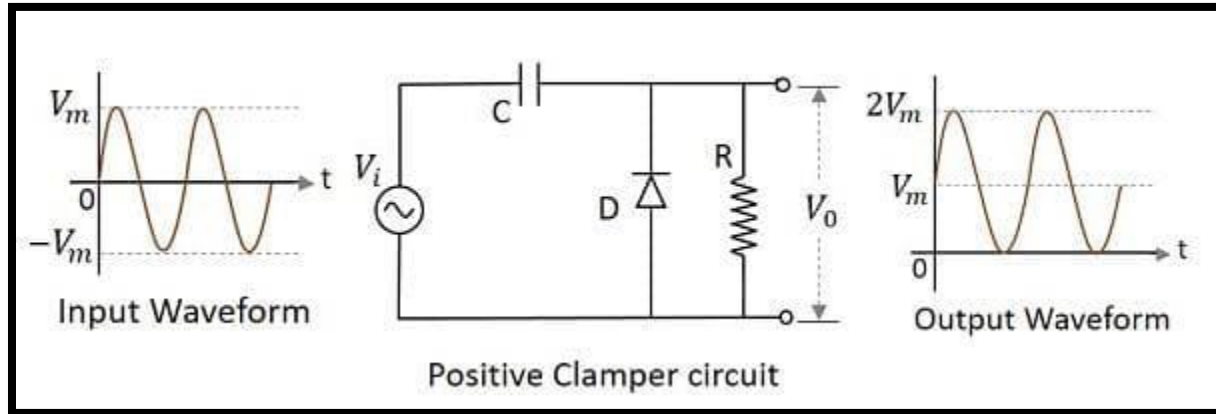 V_m
0
t
−V_m
Input Waveform
V_i
C
D
R
V_0
2V_m
V_m
0
t
Output Waveform
Positive Clamper circuit